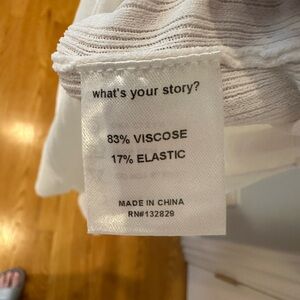 what's your story?
83% VISCOSE
17% ELASTIC
MADE IN CHINA
RN#132829